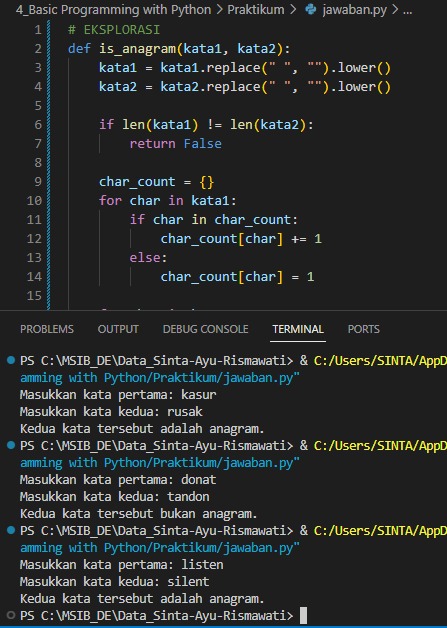 4_Basic Programming with Python > Praktikum > jawaban.py > ...
1 # EKSPLORASI
2 def is_anagram(kata1, kata2):
3 kata1 = kata1.replace(" ", "").lower()
4 kata2 = kata2.replace(" ", "").lower()
5
6 if len(kata1) != len(kata2):
7 return False
8
9 char_count = {}
10 for char in kata1:
11 if char in char_count:
12 char_count[char] += 1
13 else:
14 char_count[char] = 1
15
PROBLEMS OUTPUT DEBUG CONSOLE TERMINAL PORTS
PS C:\MSIB_DE\Data_Sinta-Ayu-Rismawati> & C:/Users/SINTA/AppD
amming with Python/Praktikum/jawaban.py"
Masukkan kata pertama: kasur
Masukkan kata kedua: rusak
Kedua kata tersebut adalah anagram.
PS C:\MSIB_DE\Data_Sinta-Ayu-Rismawati> & C:/Users/SINTA/AppD
amming with Python/Praktikum/jawaban.py"
Masukkan kata pertama: donat
Masukkan kata kedua: tandon
Kedua kata tersebut bukan anagram.
PS C:\MSIB_DE\Data_Sinta-Ayu-Rismawati> & C:/Users/SINTA/AppD
amming with Python/Praktikum/jawaban.py"
Masukkan kata pertama: listen
Masukkan kata kedua: silent
Kedua kata tersebut adalah anagram.
PS C:\MSIB_DE\Data_Sinta-Ayu-Rismawati>